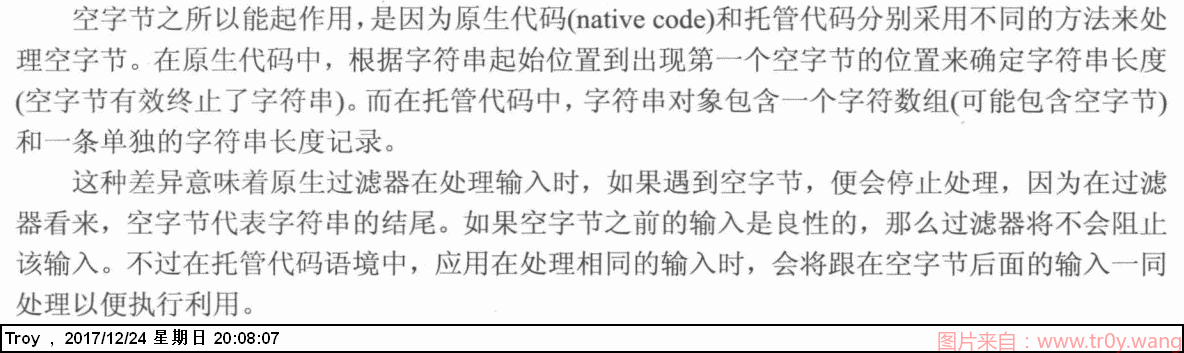 空字节之所以能起作用，是因为原生代码(native code)和托管代码分别采用不同的方法来处
理空字节。在原生代码中，根据字符串起始位置到出现第一个空字节的位置来确定字符串长度
(空字节有效终止了字符串)。而在托管代码中，字符串对象包含一个字符数组(可能包含空字节)
和一条单独的字符串长度记录。
这种差异意味着原生过滤器在处理输入时，如果遇到空字节，便会停止处理，因为在过滤
器看来，空字节代表字符串的结尾。如果空字节之前的输入是良性的，那么过滤器将不会阻止
该输入。不过在托管代码语境中，应用在处理相同的输入时，会将跟在空字节后面的输入一同
处理以便执行利用。
Troy , 2017/12/24 星期日 20:08:07
图片来自：www.tr0y.wang